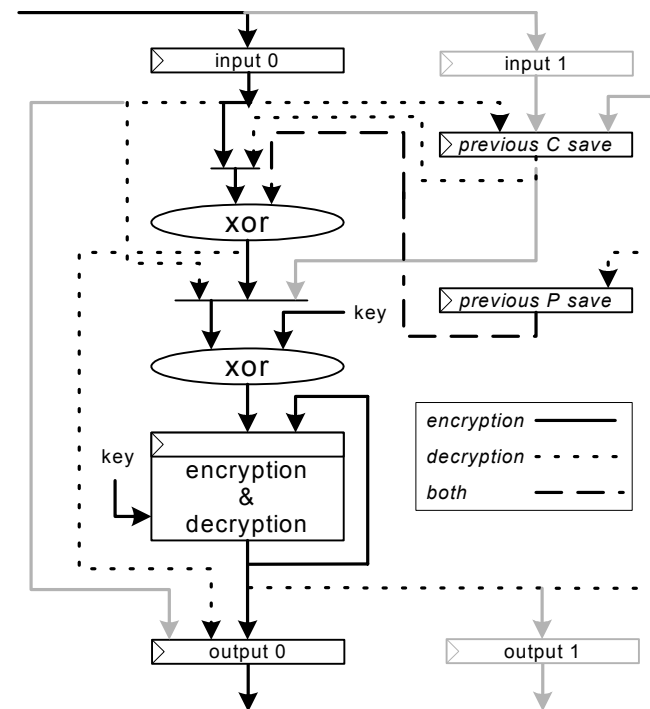 input 0
input 1
previous C save
xor
previous P save
key
xor
encryption
decryption
both
key
encryption
&
decryption
output 0
output 1